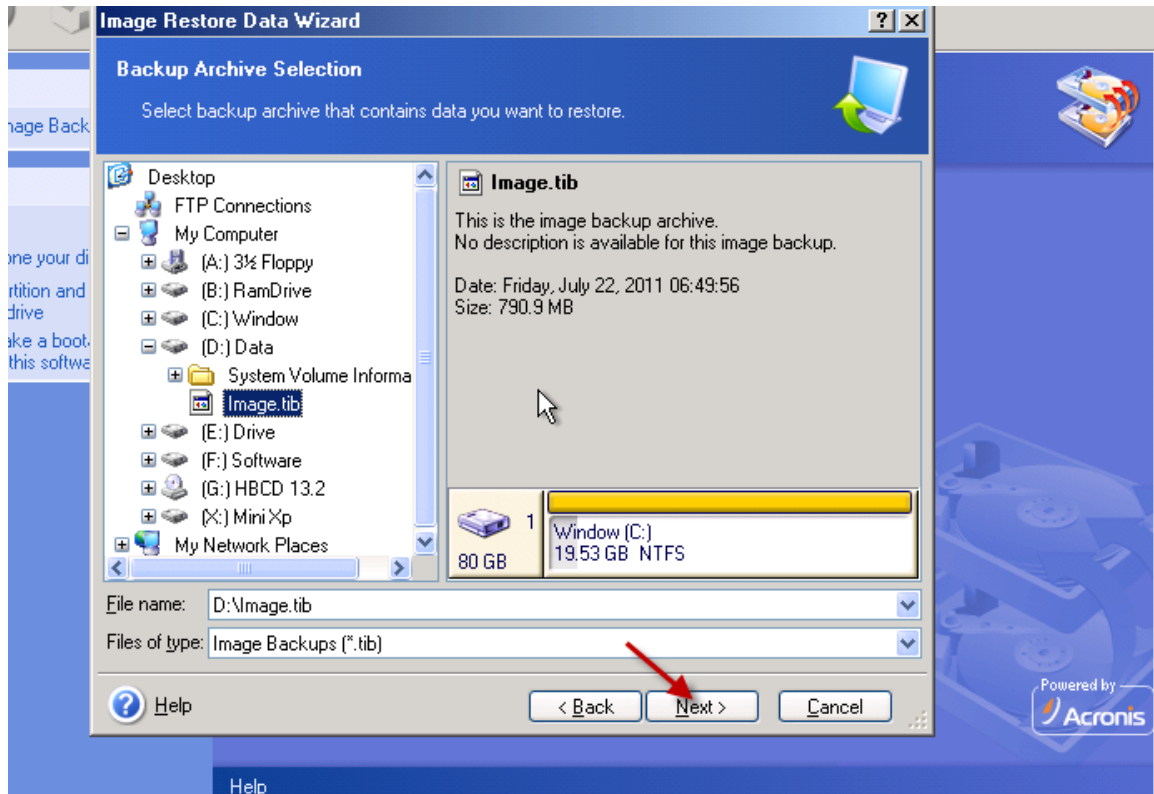 Image Restore Data Wizard
Backup Archive Selection
Select backup archive that contains data you want to restore.
Desktop
FTP Connections
My Computer
(A:) 3½ Floppy
(B:) RamDrive
(C:) Window
(D:) Data
System Volume Informa
Image.tib
(E:) Drive
(F:) Software
(G:) HBCD 13.2
(X:) Mini Xp
My Network Places
Image.tib
This is the image backup archive.
No description is available for this image backup.
Date: Friday, July 22, 2011 06:49:56
Size: 790.9 MB
1
80 GB
Window (C:)
19.53 GB NTFS
File name: D:\Image.tib
Files of type: Image Backups (*.tib)
Help
< Back
Next >
Cancel
nage Back
one your di
rtition and
drive
ake a boot
this softwa
Powered by
Acronis
Help